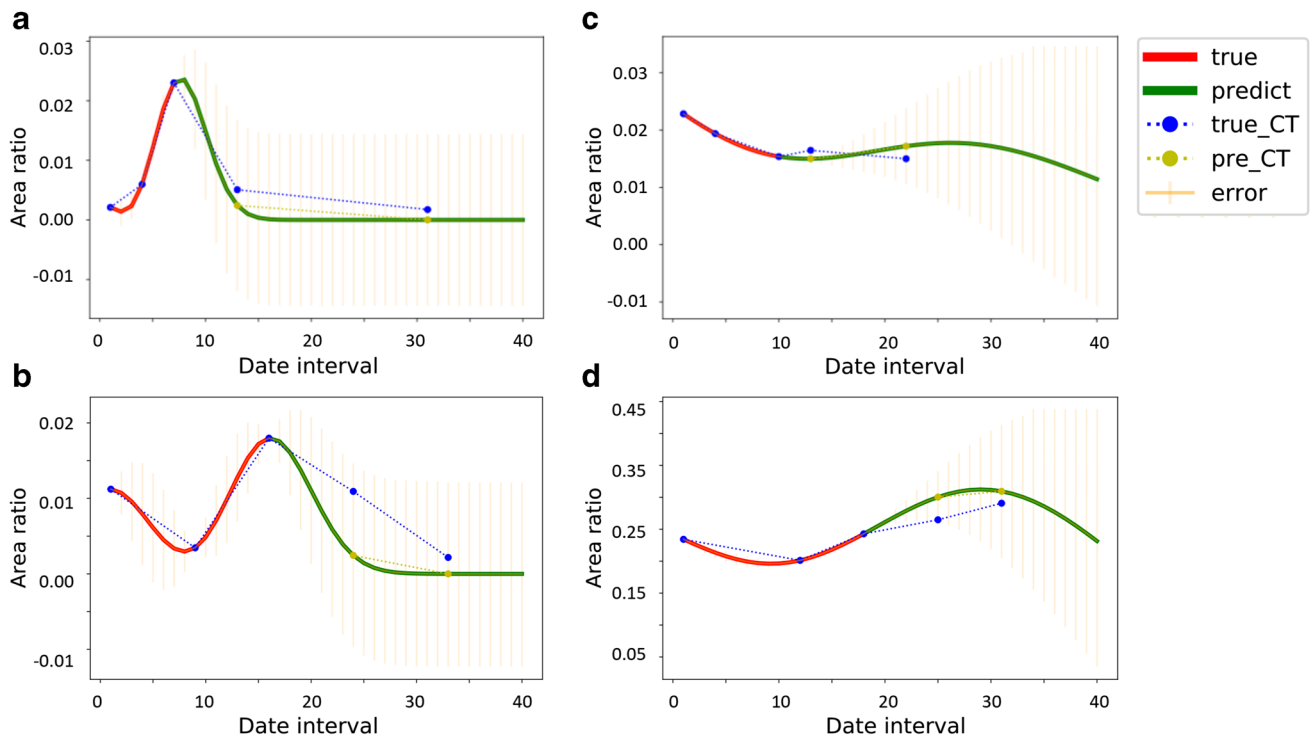 a
0.03
0.02
0.01
0.00
-0.01
Area ratio
0 10 20 30 40
Date interval
c
0.03
0.02
0.01
0.00
-0.01
Area ratio
0 10 20 30 40
Date interval
true
predict
true_CT
pre_CT
error
b
0.02
0.01
0.00
-0.01
Area ratio
0 10 20 30 40
Date interval
d
0.45
0.35
0.25
0.15
0.05
Area ratio
0 10 20 30 40
Date interval